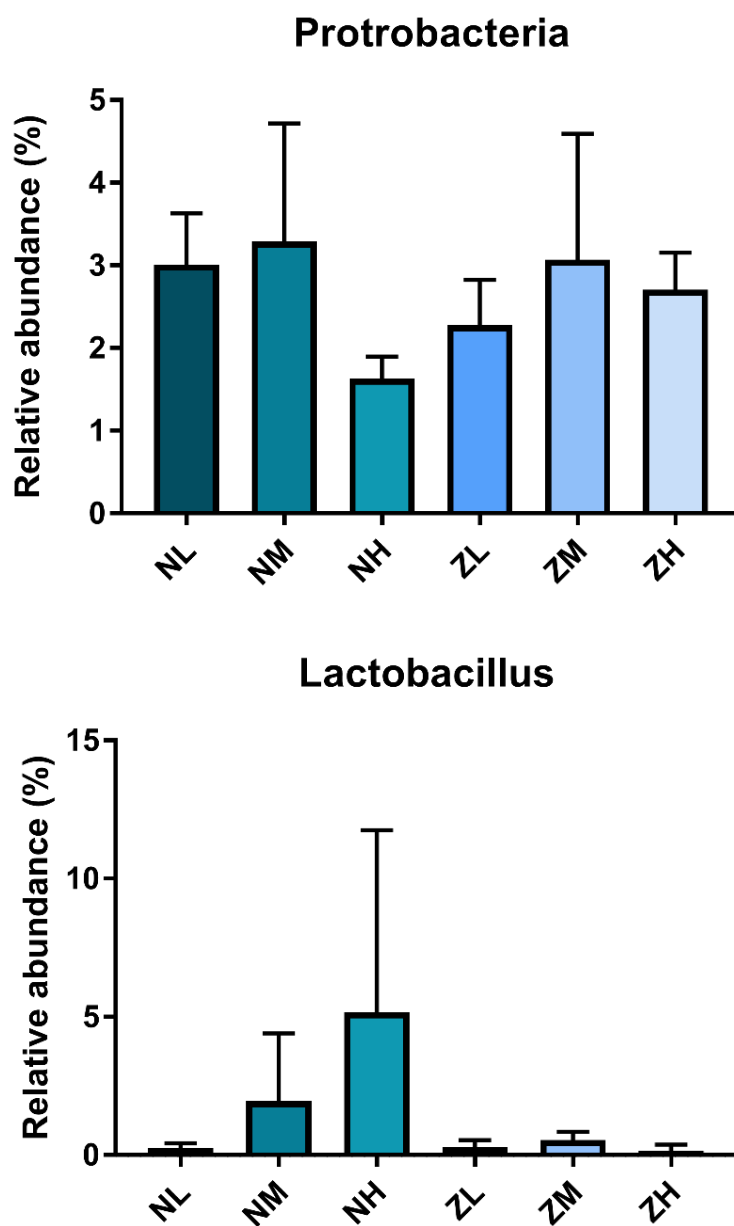 Protrobacteria
Relative abundance (%)
5
4
3
2
1
0
NL NM NH ZL ZM ZH
Lactobacillus
Relative abundance (%)
15
10
5
0
NL NM NH ZL ZM ZH